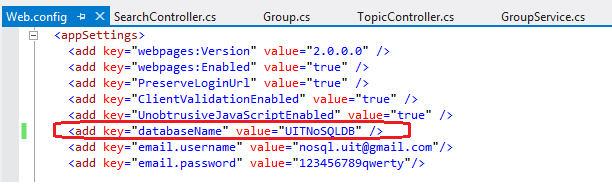 Web.config SearchController.cs Group.cs TopicController.cs GroupService.cs
<appSettings>
<add key="webpages:Version" value="2.0.0.0" />
<add key="webpages:Enabled" value="true" />
<add key="PreserveLoginUrl" value="true" />
<add key="ClientValidationEnabled" value="true" />
<add key="UnobtrusiveJavaScriptEnabled" value="true" />
<add key="databaseName" value="UITNoSQLDB" />
<add key="email.username" value="nosql.uit@gmail.com"/>
<add key="email.password" value="123456789qwerty"/>